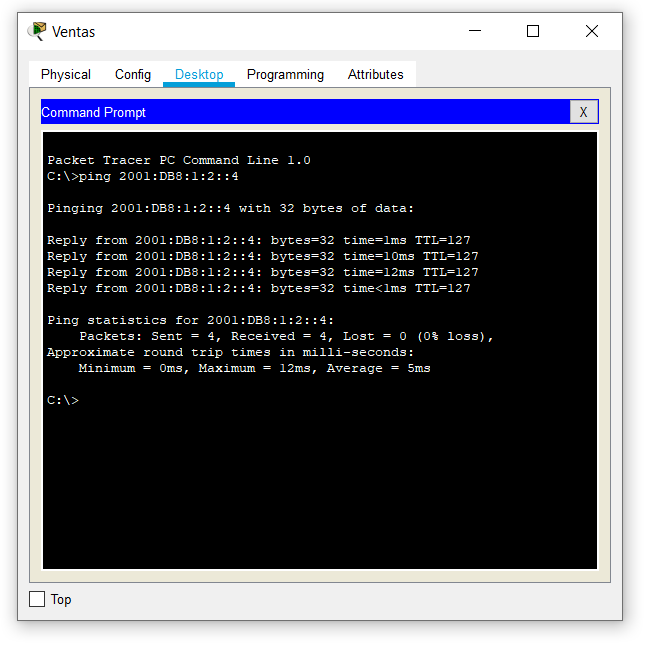 Ventas
Physical Config Desktop Programming Attributes
Command Prompt X
Packet Tracer PC Command Line 1.0
C:\>ping 2001:DB8:1:2::4
Pinging 2001:DB8:1:2::4 with 32 bytes of data:
Reply from 2001:DB8:1:2::4: bytes=32 time=1ms TTL=127
Reply from 2001:DB8:1:2::4: bytes=32 time=10ms TTL=127
Reply from 2001:DB8:1:2::4: bytes=32 time=12ms TTL=127
Reply from 2001:DB8:1:2::4: bytes=32 time<1ms TTL=127
Ping statistics for 2001:DB8:1:2::4:
Packets: Sent = 4, Received = 4, Lost = 0 (0% loss),
Approximate round trip times in milli-seconds:
Minimum = 0ms, Maximum = 12ms, Average = 5ms
C:\>
Top